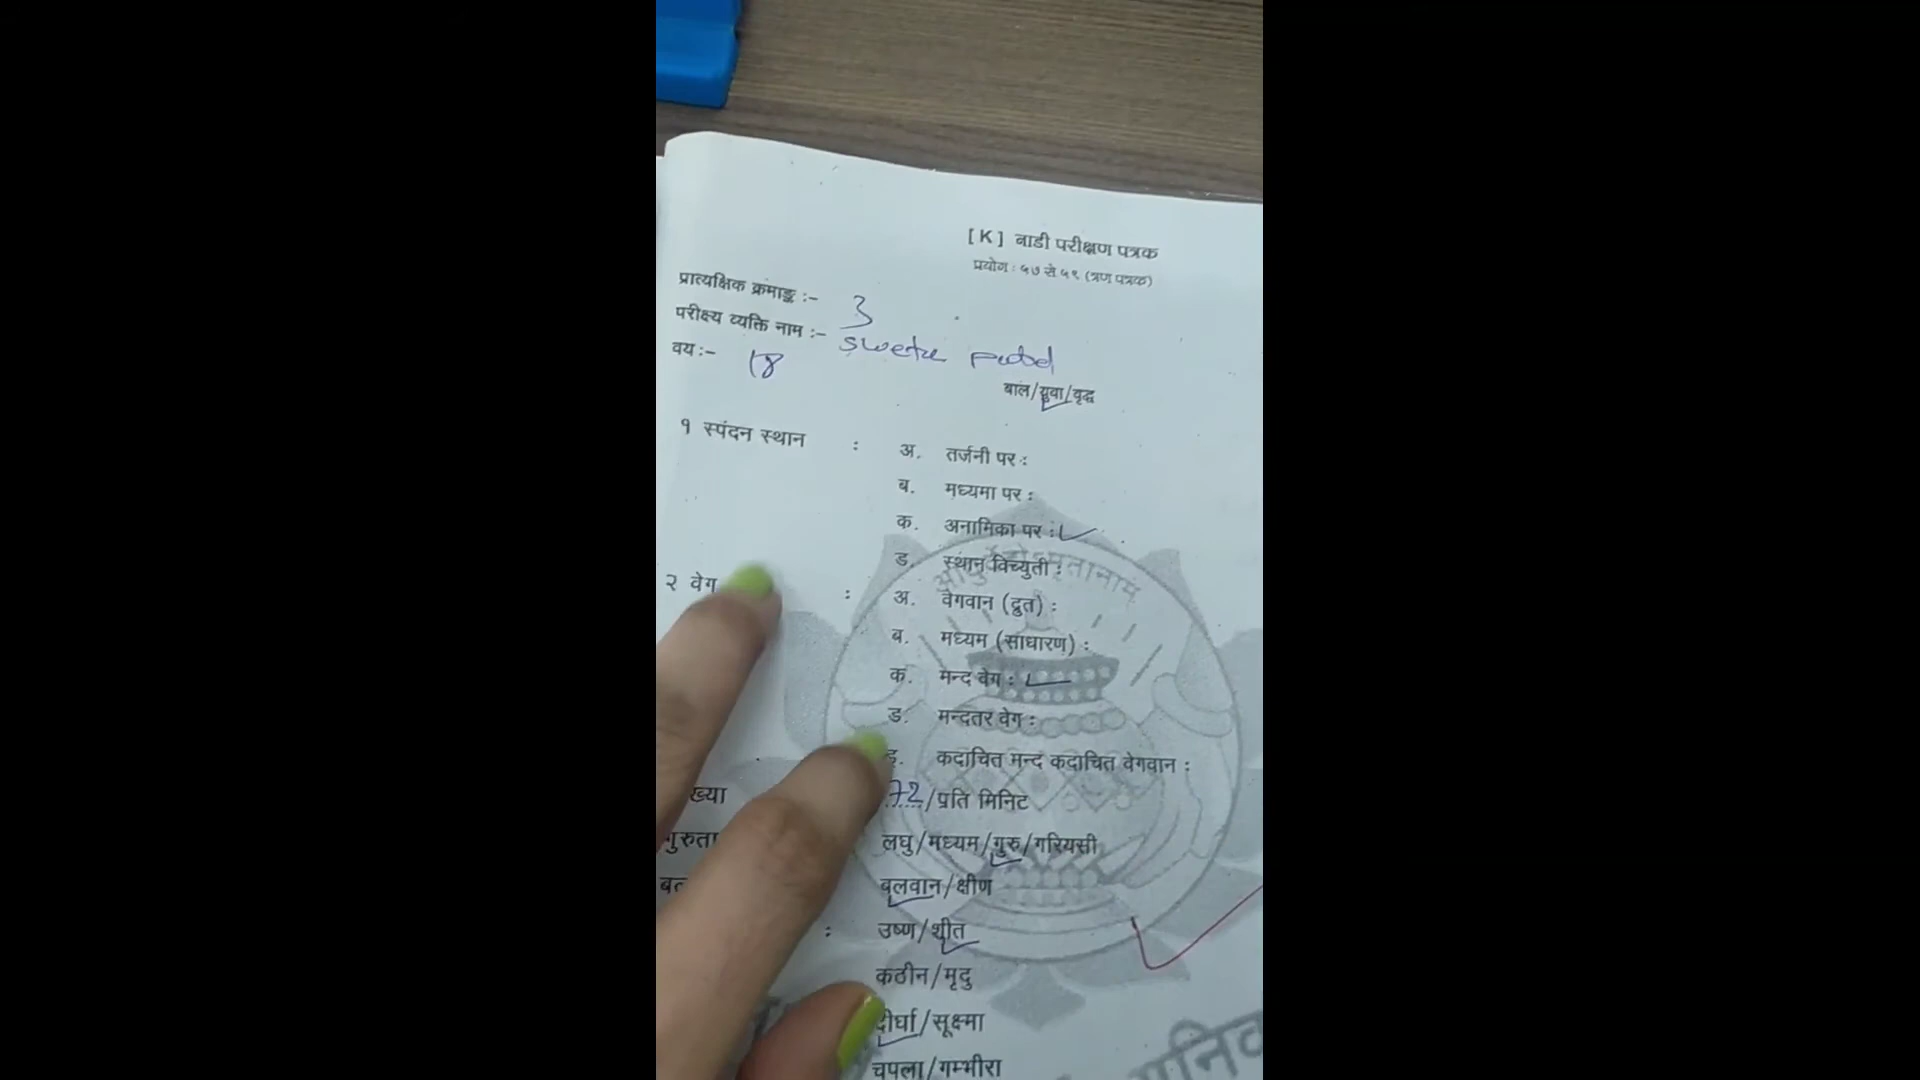 [ K ] नाडी परीक्षण पत्रक
प्रयोग : ५७ से ५९ (त्रण पत्रक)
प्रात्यक्षिक क्रमाङ्क :- 3
परीक्ष्य व्यक्ति नाम :- sweta
वय :- 18
बाल/युवा/वृद्ध
१ स्पंदन स्थान : अ. तर्जनी पर :
ब. मध्यमा पर :
क. अनामिका पर :
ड. स्थान विच्युती :
२ वेग : अ. वेगवान (द्रुत) :
ब. मध्यम (साधारण) :
क. मन्द वेग :
ड. मन्दतर वेग :
इ. कदाचित मन्द कदाचित वेगवान :
ख्या 72/प्रति मिनिट
गुरुता लघु/मध्यम/गुरु/गरियसी
बलवान/क्षीण
: उष्ण/शीत
कठीन/मृदु
दीर्घा/सूक्ष्मा
चपला/गम्भीरा